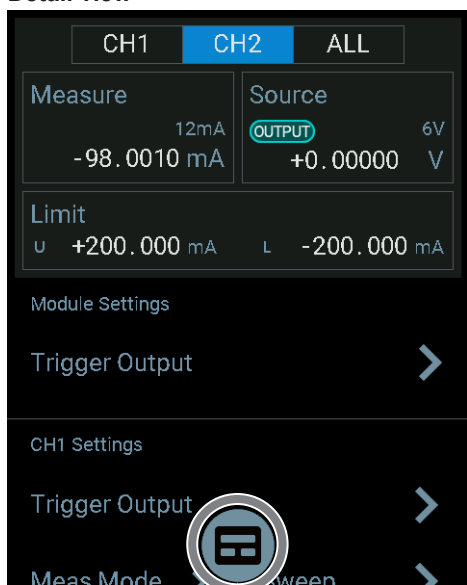 Detail View
CH1 CH2 ALL
Measure
12mA
-98.0010 mA
Source
OUTPUT 6V
+0.00000 V
Limit
U +200.000 mA L -200.000 mA
Module Settings
Trigger Output
CH1 Settings
Trigger Output
Meas Mode